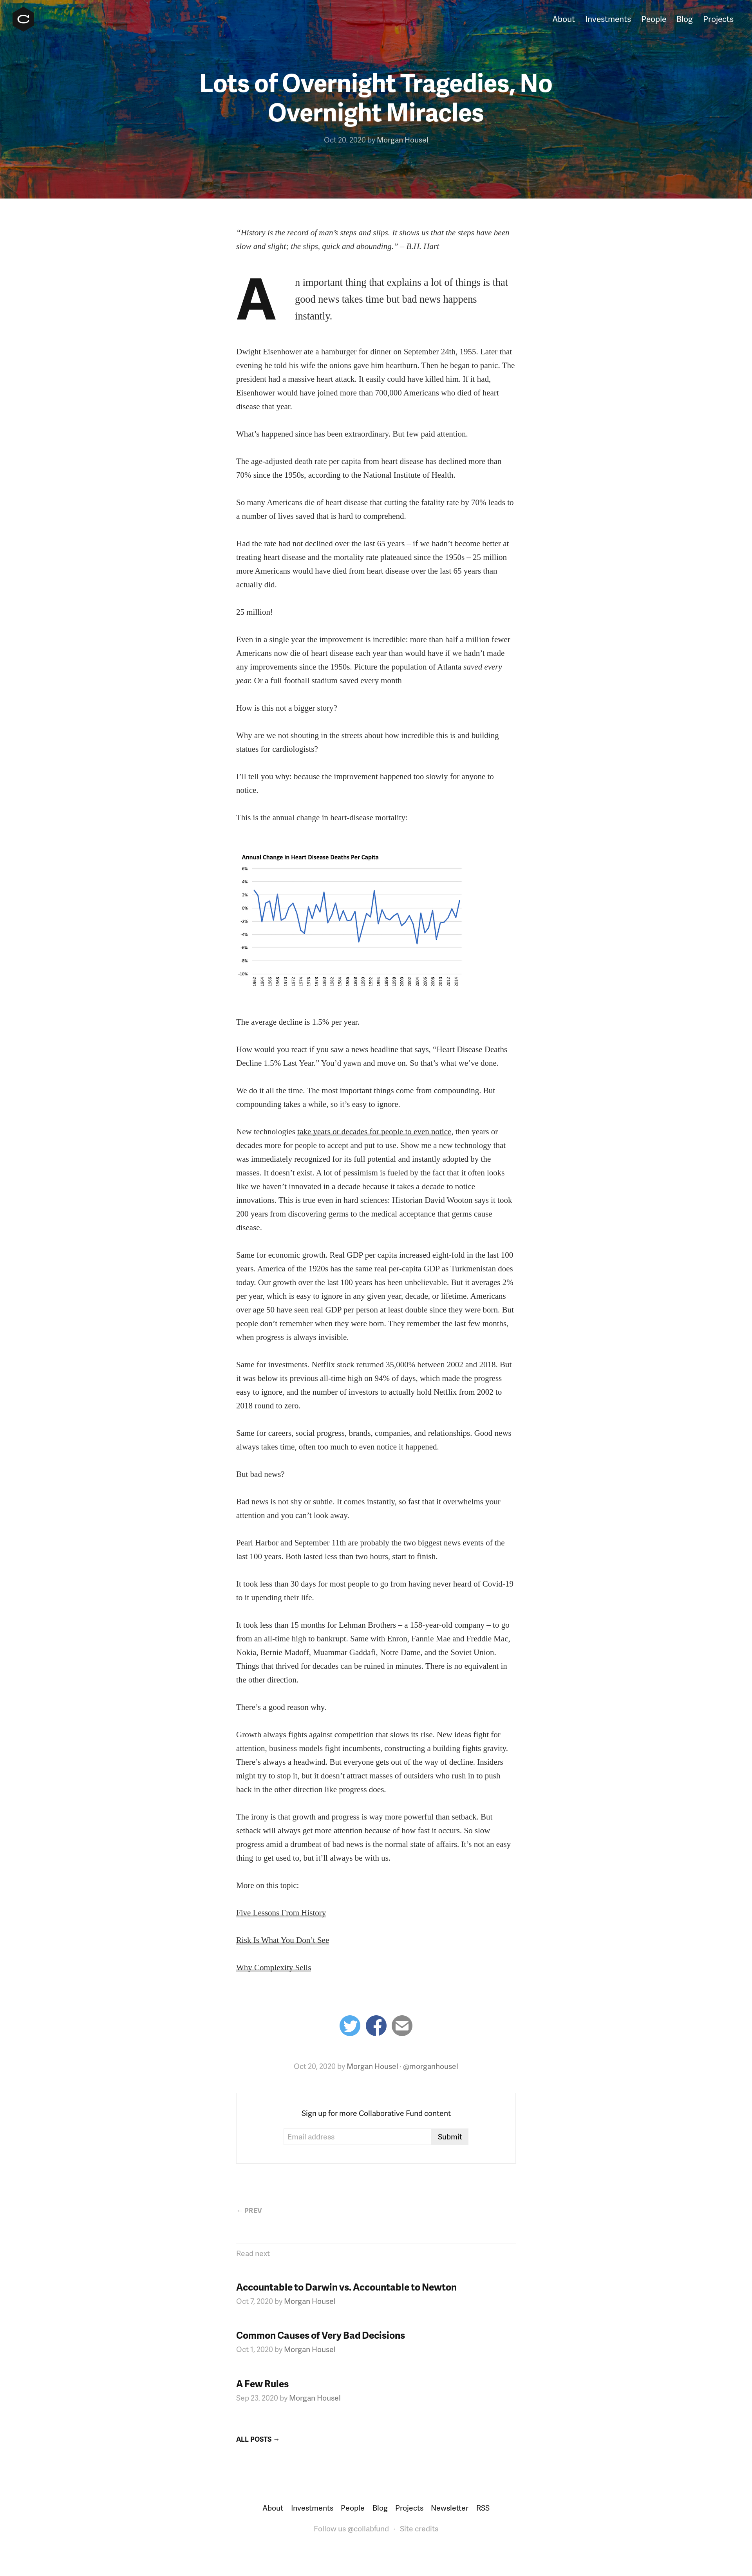 About Investments People Blog Projects
Lots of Overnight Tragedies, No
Overnight Miracles
Oct 20, 2020 by Morgan Housel
“History is the record of man’s steps and slips. It shows us that the steps have been
slow and slight; the slips, quick and abounding.” – B.H. Hart
An important thing that explains a lot of things is that
good news takes time but bad news happens
instantly.
Dwight Eisenhower ate a hamburger for dinner on September 24th, 1955. Later that
evening he told his wife the onions gave him heartburn. Then he began to panic. The
president had a massive heart attack. It easily could have killed him. If it had,
Eisenhower would have joined more than 700,000 Americans who died of heart
disease that year.
What’s happened since has been extraordinary. But few paid attention.
The age-adjusted death rate per capita from heart disease has declined more than
70% since the 1950s, according to the National Institute of Health.
So many Americans die of heart disease that cutting the fatality rate by 70% leads to
a number of lives saved that is hard to comprehend.
Had the rate had not declined over the last 65 years – if we hadn’t become better at
treating heart disease and the mortality rate plateaued since the 1950s – 25 million
more Americans would have died from heart disease over the last 65 years than
actually did.
25 million!
Even in a single year the improvement is incredible: more than half a million fewer
Americans now die of heart disease each year than would have if we hadn’t made
any improvements since the 1950s. Picture the population of Atlanta saved every
year. Or a full football stadium saved every month
How is this not a bigger story?
Why are we not shouting in the streets about how incredible this is and building
statues for cardiologists?
I’ll tell you why: because the improvement happened too slowly for anyone to
notice.
This is the annual change in heart-disease mortality:
Annual Change in Heart Disease Deaths Per Capita
6%
4%
2%
0%
-2%
-4%
-6%
-8%
-10%
1962 1964 1966 1968 1970 1972 1974 1976 1978 1980 1982 1984 1986 1988 1990 1992 1994 1996 1998 2000 2002 2004 2006 2008 2010 2012 2014
The average decline is 1.5% per year.
How would you react if you saw a news headline that says, “Heart Disease Deaths
Decline 1.5% Last Year.” You’d yawn and move on. So that’s what we’ve done.
We do it all the time. The most important things come from compounding. But
compounding takes a while, so it’s easy to ignore.
New technologies take years or decades for people to even notice, then years or
decades more for people to accept and put to use. Show me a new technology that
was immediately recognized for its full potential and instantly adopted by the
masses. It doesn’t exist. A lot of pessimism is fueled by the fact that it often looks
like we haven’t innovated in a decade because it takes a decade to notice
innovations. This is true even in hard sciences: Historian David Wooton says it took
200 years from discovering germs to the medical acceptance that germs cause
disease.
Same for economic growth. Real GDP per capita increased eight-fold in the last 100
years. America of the 1920s has the same real per-capita GDP as Turkmenistan does
today. Our growth over the last 100 years has been unbelievable. But it averages 2%
per year, which is easy to ignore in any given year, decade, or lifetime. Americans
over age 50 have seen real GDP per person at least double since they were born. But
people don’t remember when they were born. They remember the last few months,
when progress is always invisible.
Same for investments. Netflix stock returned 35,000% between 2002 and 2018. But
it was below its previous all-time high on 94% of days, which made the progress
easy to ignore, and the number of investors to actually hold Netflix from 2002 to
2018 round to zero.
Same for careers, social progress, brands, companies, and relationships. Good news
always takes time, often too much to even notice it happened.
But bad news?
Bad news is not shy or subtle. It comes instantly, so fast that it overwhelms your
attention and you can’t look away.
Pearl Harbor and September 11th are probably the two biggest news events of the
last 100 years. Both lasted less than two hours, start to finish.
It took less than 30 days for most people to go from having never heard of Covid-19
to it upending their life.
It took less than 15 months for Lehman Brothers – a 158-year-old company – to go
from an all-time high to bankrupt. Same with Enron, Fannie Mae and Freddie Mac,
Nokia, Bernie Madoff, Muammar Gaddafi, Notre Dame, and the Soviet Union.
Things that thrived for decades can be ruined in minutes. There is no equivalent in
the other direction.
There’s a good reason why.
Growth always fights against competition that slows its rise. New ideas fight for
attention, business models fight incumbents, constructing a building fights gravity.
There’s always a headwind. But everyone gets out of the way of decline. Insiders
might try to stop it, but it doesn’t attract masses of outsiders who rush in to push
back in the other direction like progress does.
The irony is that growth and progress is way more powerful than setback. But
setback will always get more attention because of how fast it occurs. So slow
progress amid a drumbeat of bad news is the normal state of affairs. It’s not an easy
thing to get used to, but it’ll always be with us.
More on this topic:
Five Lessons From History
Risk Is What You Don’t See
Why Complexity Sells
Oct 20, 2020 by Morgan Housel · @morganhousel
Sign up for more Collaborative Fund content
Email address Submit
← PREV
Read next
Accountable to Darwin vs. Accountable to Newton
Oct 7, 2020 by Morgan Housel
Common Causes of Very Bad Decisions
Oct 1, 2020 by Morgan Housel
A Few Rules
Sep 23, 2020 by Morgan Housel
ALL POSTS →
About Investments People Blog Projects Newsletter RSS
Follow us @collabfund · Site credits